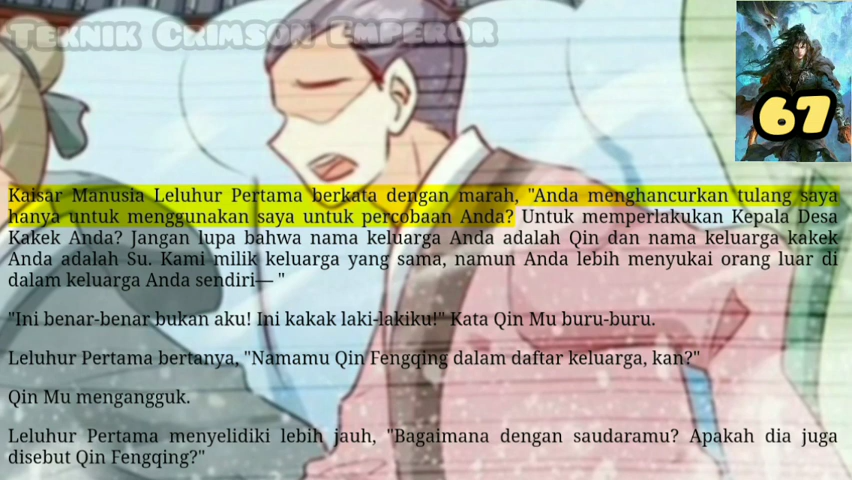 Teknik Crimson Emperor
67
Kaisar Manusia Leluhur Pertama berkata dengan marah, "Anda menghancurkan tulang saya
hanya untuk menggunakan saya untuk percobaan Anda? Untuk memperlakukan Kepala Desa
Kakek Anda? Jangan lupa bahwa nama keluarga Anda adalah Qin dan nama keluarga kakek
Anda adalah Su. Kami milik keluarga yang sama, namun Anda lebih menyukai orang luar di
dalam keluarga Anda sendiri— "
"Ini benar-benar bukan aku! Ini kakak laki-lakiku!" Kata Qin Mu buru-buru.
Leluhur Pertama bertanya, "Namamu Qin Fengqing dalam daftar keluarga, kan?"
Qin Mu mengangguk.
Leluhur Pertama menyelidiki lebih jauh, "Bagaimana dengan saudaramu? Apakah dia juga
disebut Qin Fengqing?"